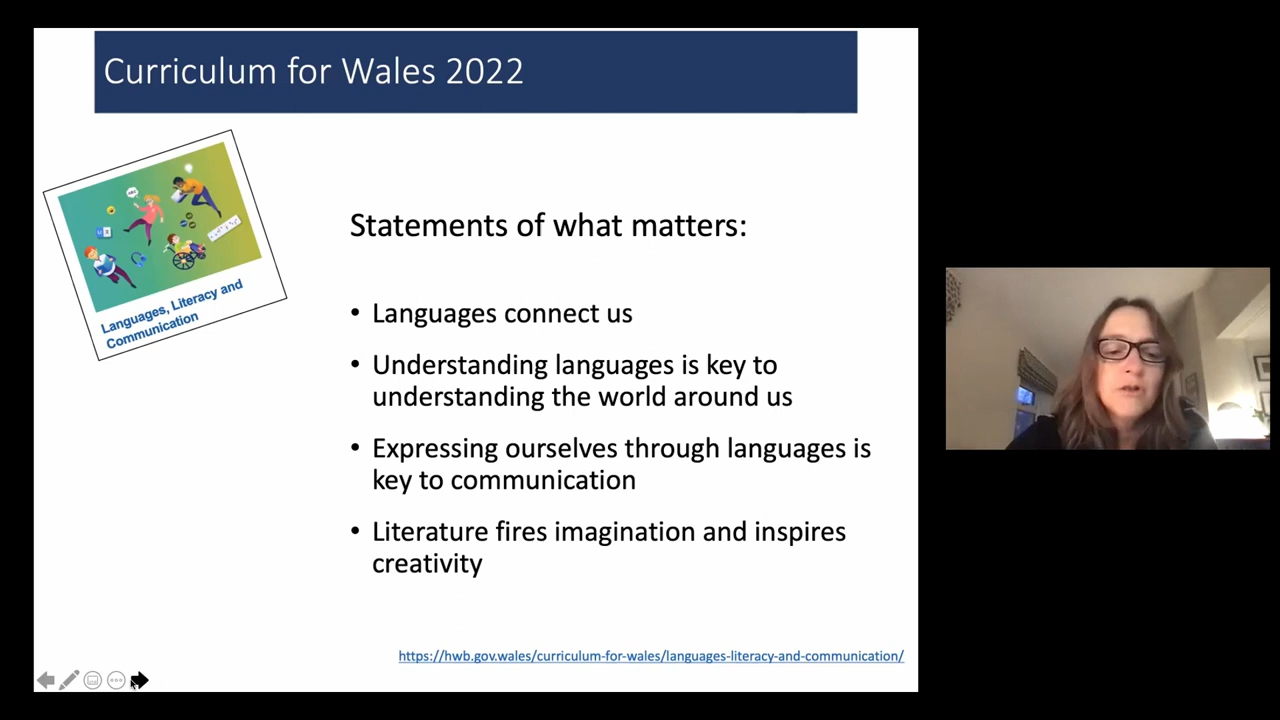 Curriculum for Wales 2022
Languages, Literacy and
Communication
Statements of what matters:
• Languages connect us
• Understanding languages is key to
understanding the world around us
• Expressing ourselves through languages is
key to communication
• Literature fires imagination and inspires
creativity
https://hwb.gov.wales/curriculum-for-wales/languages-literacy-and-communication/